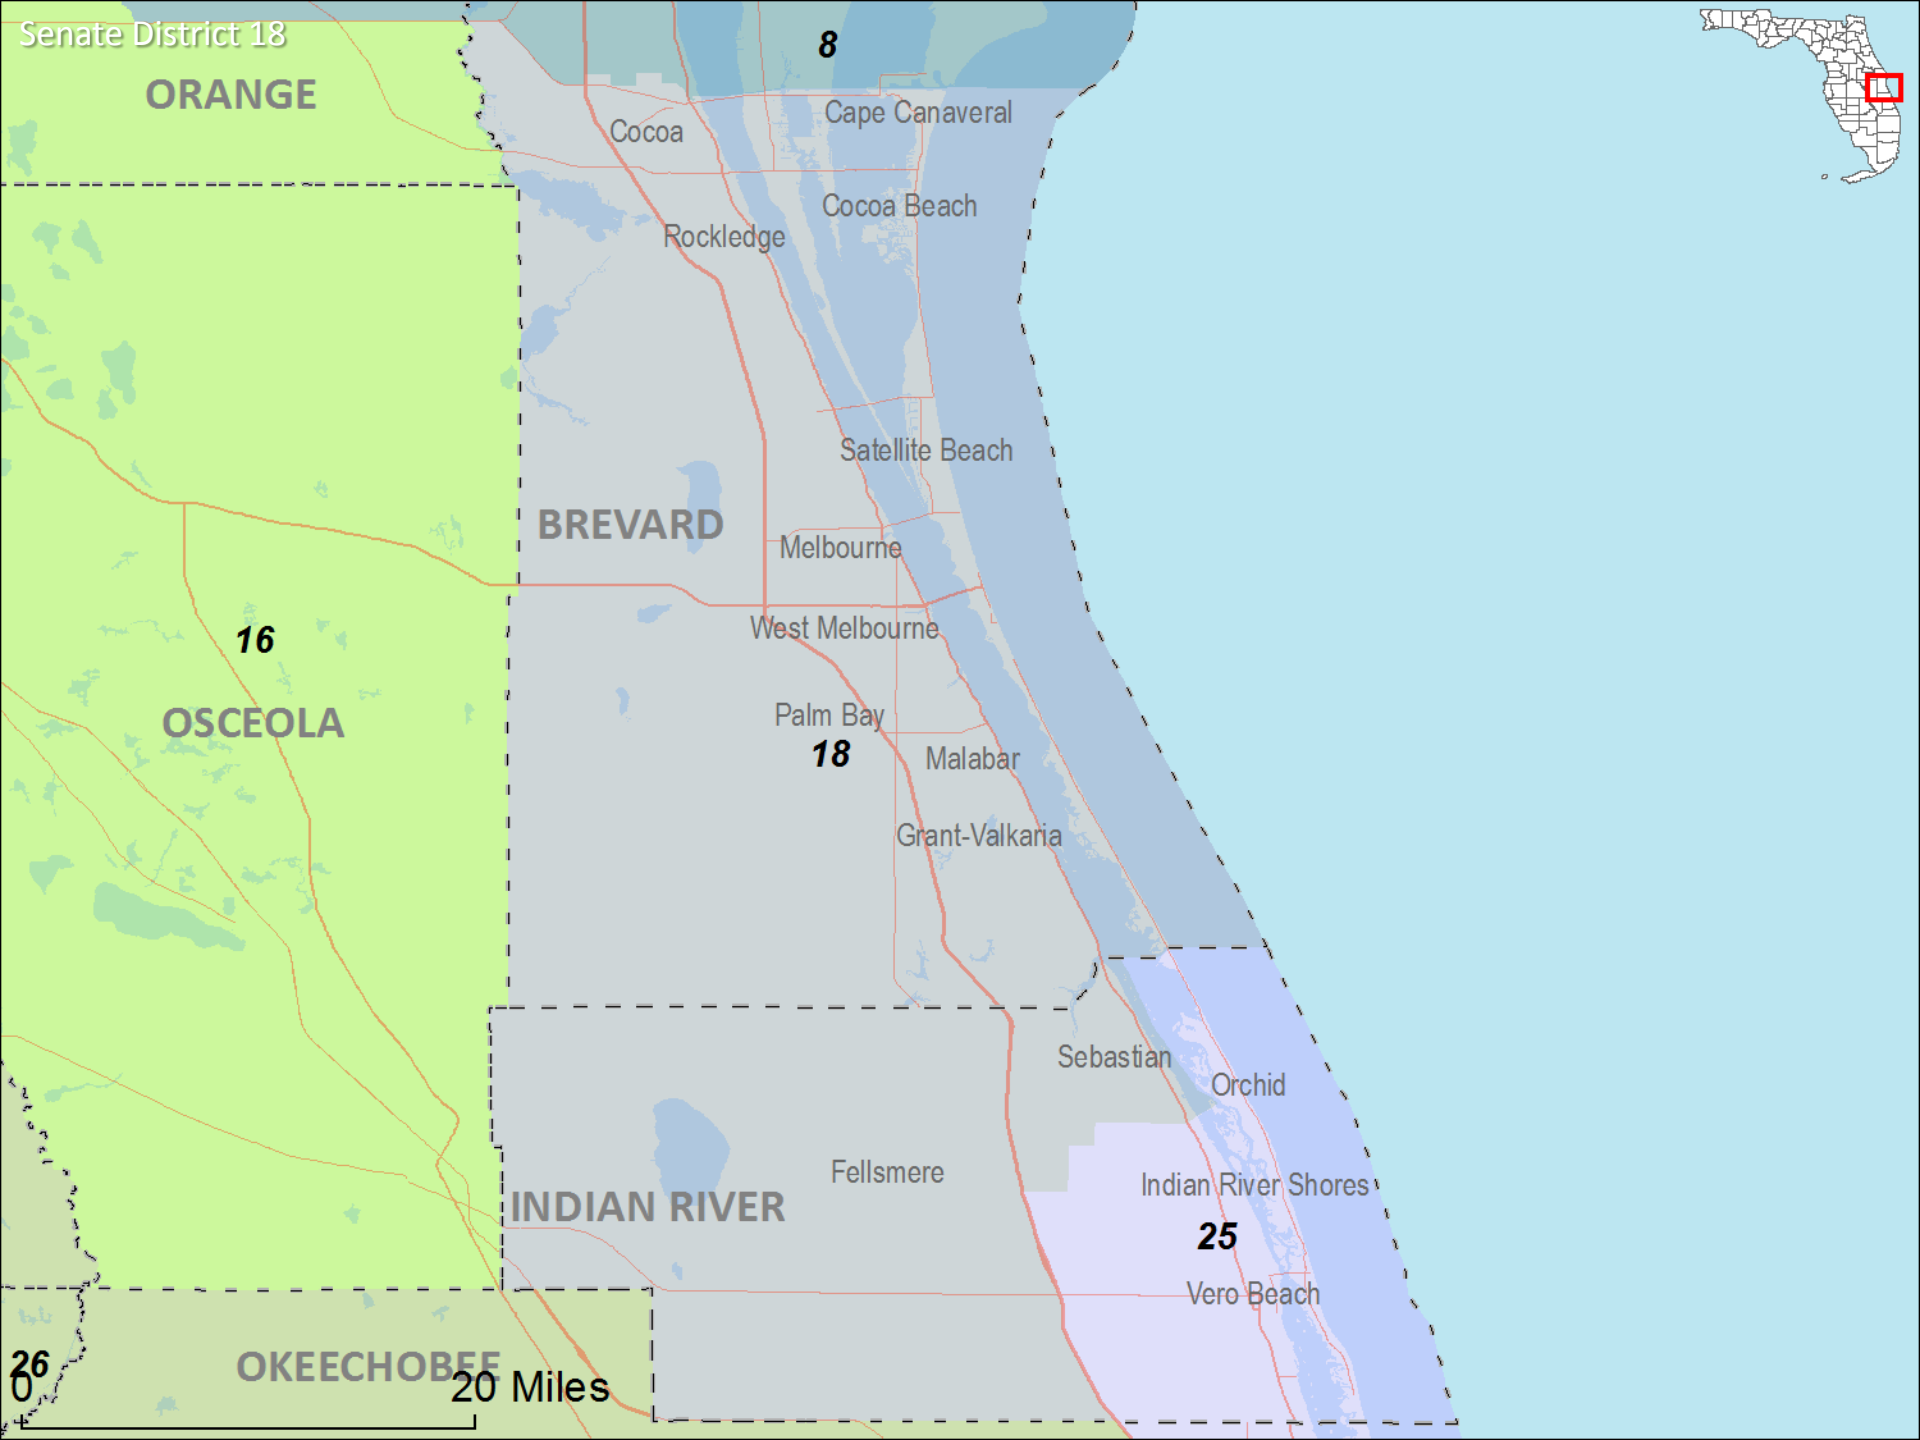 Senate District 18
8
ORANGE
Cape Canaveral
Cocoa
Cocoa Beach
Rockledge
Satellite Beach
BREVARD
Melbourne
West Melbourne
16
OSCEOLA
Palm Bay
18
Malabar
Grant-Valkaria
Sebastian
Orchid
Fellsmere
Indian River Shores
INDIAN RIVER
25
Vero Beach
26
OKEECHOBEE
0
20 Miles